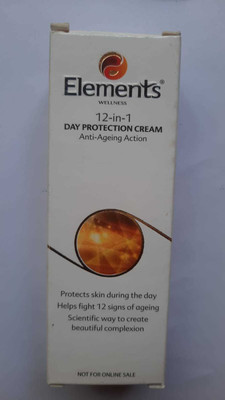 Elements®
WELLNESS
12-in-1
DAY PROTECTION CREAM
Anti-Ageing Action
Protects skin during the day
Helps fight 12 signs of ageing
Scientific way to create
beautiful complexion
NOT FOR ONLINE SALE